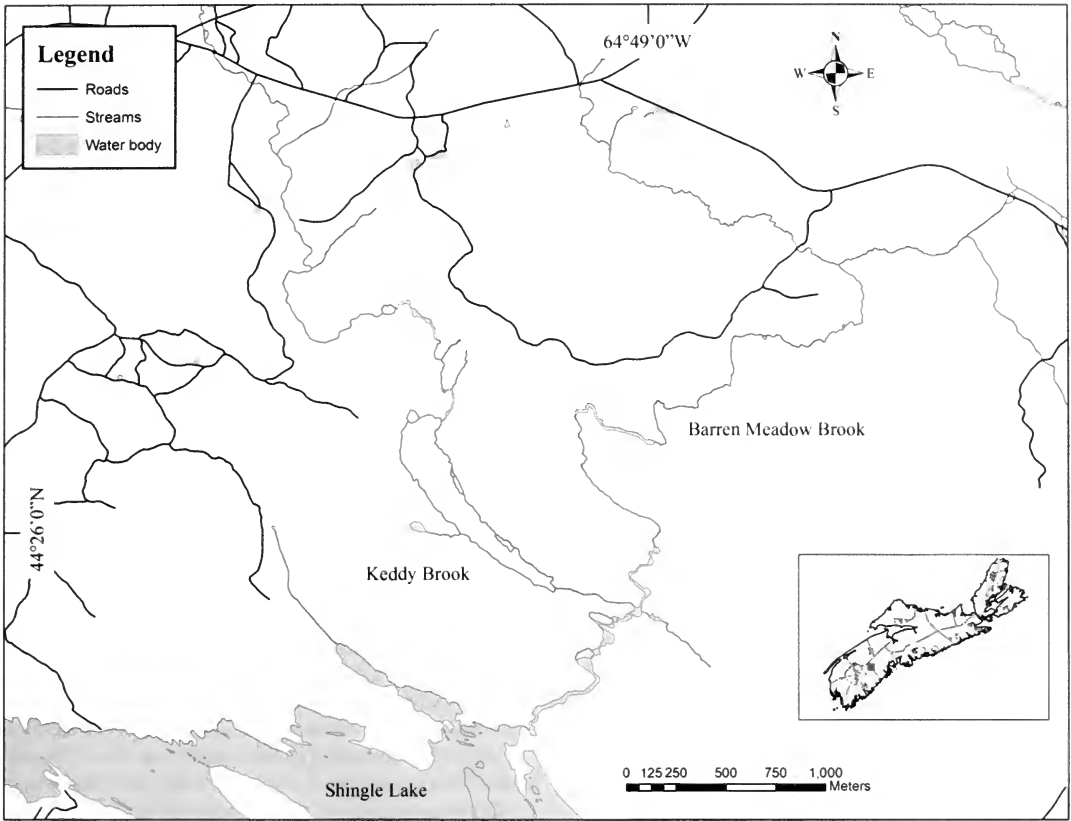 Legend
Roads
Streams
Water body
64°49'0"W
N
W E
S
Barren Meadow Brook
44°26'0"N
Keddy Brook
Shingle Lake
0 125 250 500 750 1,000
Meters